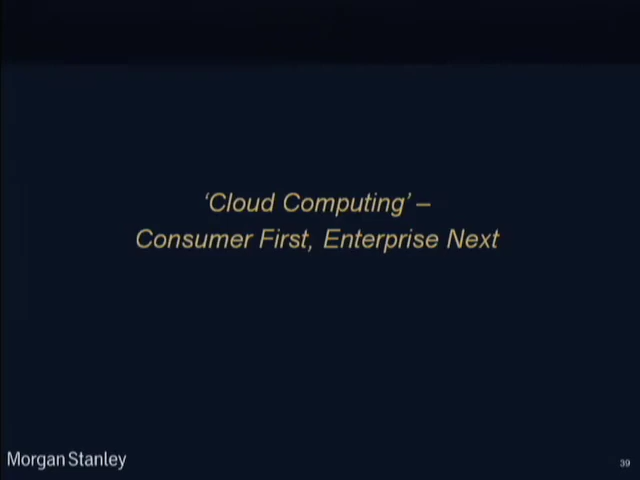 ‘Cloud Computing’ –
Consumer First, Enterprise Next
Morgan Stanley
39